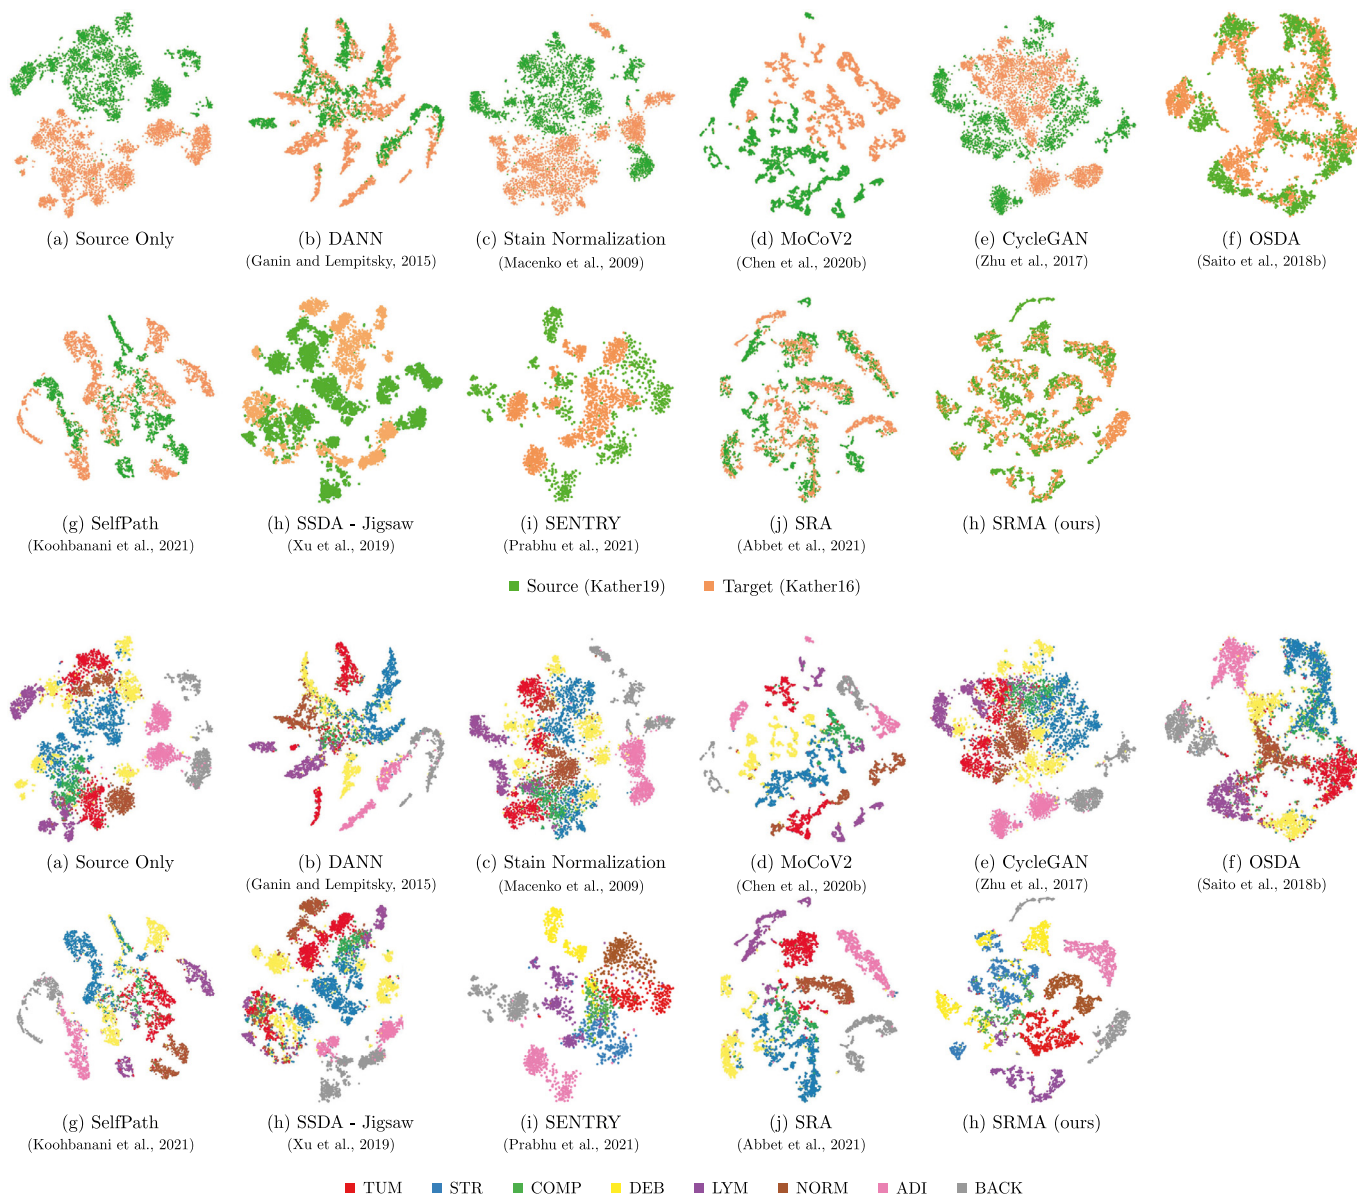 (a) Source Only
(b) DANN
(Ganin and Lempitsky, 2015)
(c) Stain Normalization
(Macenko et al., 2009)
(d) MoCoV2
(Chen et al., 2020b)
(e) CycleGAN
(Zhu et al., 2017)
(f) OSDA
(Saito et al., 2018b)
(g) SelfPath
(Koohbanani et al., 2021)
(h) SSDA - Jigsaw
(Xu et al., 2019)
(i) SENTRY
(Prabhu et al., 2021)
(j) SRA
(Abbet et al., 2021)
(h) SRMA (ours)
Source (Kather19)
Target (Kather16)
(a) Source Only
(b) DANN
(Ganin and Lempitsky, 2015)
(c) Stain Normalization
(Macenko et al., 2009)
(d) MoCoV2
(Chen et al., 2020b)
(e) CycleGAN
(Zhu et al., 2017)
(f) OSDA
(Saito et al., 2018b)
(g) SelfPath
(Koohbanani et al., 2021)
(h) SSDA - Jigsaw
(Xu et al., 2019)
(i) SENTRY
(Prabhu et al., 2021)
(j) SRA
(Abbet et al., 2021)
(h) SRMA (ours)
TUM STR COMP DEB LYM NORM ADI BACK